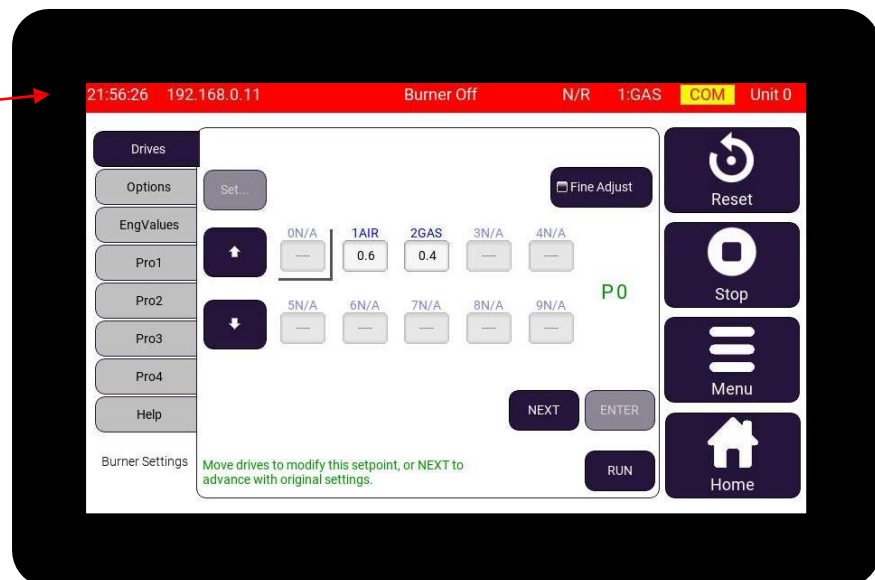 21:56:26 192.168.0.11 Burner Off N/R 1:GAS COM Unit 0
Drives
Options
EngValues
Pro1
Pro2
Pro3
Pro4
Help
Burner Settings
Set...
Fine Adjust
0N/A 1AIR 2GAS 3N/A 4N/A
---- 0.6 0.4 ---- ----
5N/A 6N/A 7N/A 8N/A 9N/A
---- ---- ---- ---- ----
P 0
NEXT ENTER
Move drives to modify this setpoint, or NEXT to
advance with original settings.
RUN
Reset
Stop
Menu
Home